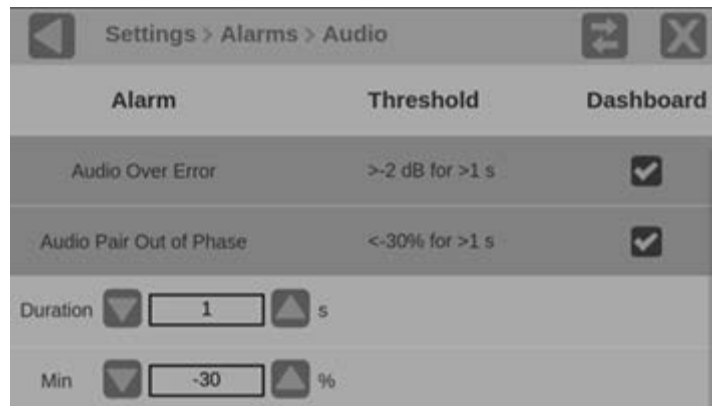 Settings > Alarms > Audio
Alarm Threshold Dashboard
Audio Over Error >-2 dB for >1 s
Audio Pair Out of Phase <-30% for >1 s
Duration 1 s
Min -30 %